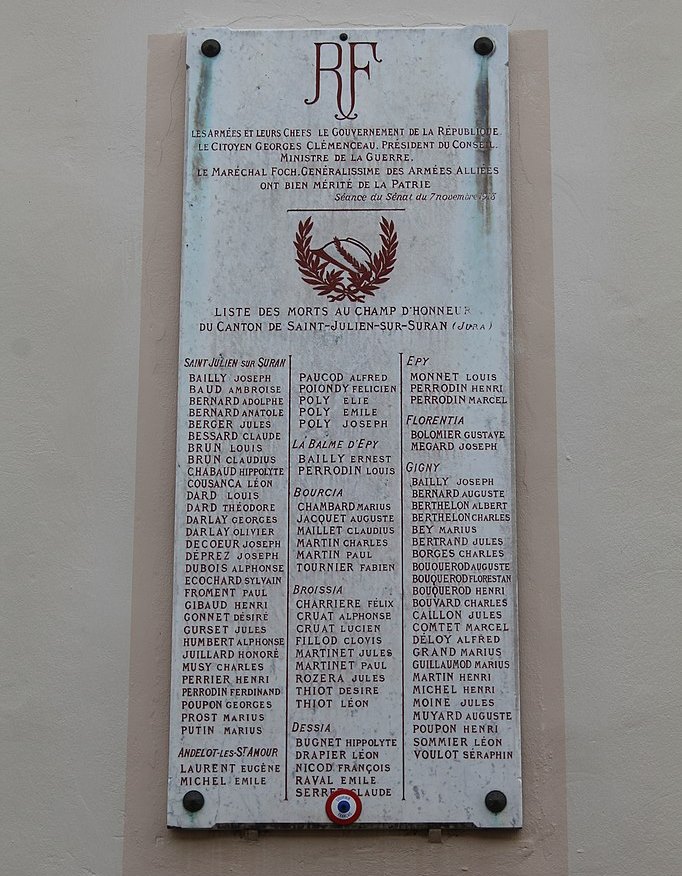 RF
LES ARMÉES ET LEURS CHEFS LE GOUVERNEMENT DE LA RÉPUBLIQUE
LE CITOYEN GEORGES CLÉMENCEAU, PRÉSIDENT DU CONSEIL,
MINISTRE DE LA GUERRE,
LE MARÉCHAL FOCH, GÉNÉRALISSIME DES ARMÉES ALLIÉES
ONT BIEN MÉRITÉ DE LA PATRIE
Séance du Sénat du 7 novembre 1918
LISTE DES MORTS AU CHAMP D'HONNEUR
DU CANTON DE SAINT-JULIEN-SUR-SURAN (JURA)
SAINT JULIEN SUR SURAN
BAILLY JOSEPH
BAUD AMBROISE
BERNARD ADOLPHE
BERNARD ANATOLE
BERGER JULES
BESSARD CLAUDE
BRUN LOUIS
BRUN CLAUDIUS
CHABAUD HIPPOLYTE
COUSANÇA LÉON
DARD LOUIS
DARD THÉODORE
DARLAY GEORGES
DARLAY OLIVIER
DECOEUR JOSEPH
DÉPREZ JOSEPH
DUBOIS ALPHONSE
ECOCHARD SYLVAIN
FROMENT PAUL
GIBAUD HENRI
GONNET DÉSIRÉ
GURSET JULES
HUMBERT ALPHONSE
JUILLARD HONORÉ
MUSY CHARLES
PERRIER HENRI
PERRODIN FERDINAND
POUPON GEORGES
PROST MARIUS
PUTIN MARIUS
ANDELOT-LES-ST AMOUR
LAURENT EUGÈNE
MICHEL EMILE
PAUCOD ALFRED
POIONDY FELICIEN
POLY ELIE
POLY EMILE
POLY JOSEPH
LA BALME D'EPY
BAILLY ERNEST
PERRODIN LOUIS
BOURCIA
CHAMBARD MARIUS
JACQUET AUGUSTE
MAILLET CLAUDIUS
MARTIN CHARLES
MARTIN PAUL
TOURNIER FABIEN
BROISSIA
CHARRIERE FÉLIX
CRUAT ALPHONSE
CRUAT LUCIEN
FILLOD CLOVIS
MARTINET JULES
MARTINET PAUL
ROZERA JULES
THIOT DESIRE
THIOT LÉON
DESSIA
BUGNET HIPPOLYTE
DRAPIER LÉON
NICOD FRANÇOIS
RAVAL EMILE
SERRE CLAUDE
EPY
MONNET LOUIS
PERRODIN HENRI
PERRODIN MARCEL
FLORENTIA
BOLOMIER GUSTAVE
MEGARD JOSEPH
GIGNY
BAILLY JOSEPH
BERNARD AUGUSTE
BERTHELON ALBERT
BERTHELON CHARLES
BEY MARIUS
BERTRAND JULES
BORGES CHARLES
BOUQUEROD AUGUSTE
BOUQUEROD FLORESTAN
BOUQUEROD HENRI
BOUVARD CHARLES
CAILLON JULES
COMTET MARCEL
DÉLOY ALFRED
GRAND MARIUS
GUILLAUMOD MARIUS
MARTIN HENRI
MICHEL HENRI
MOINE JULES
MUYARD AUGUSTE
POUPON HENRI
SOMMIER LÉON
VOULOT SÉRAPHIN